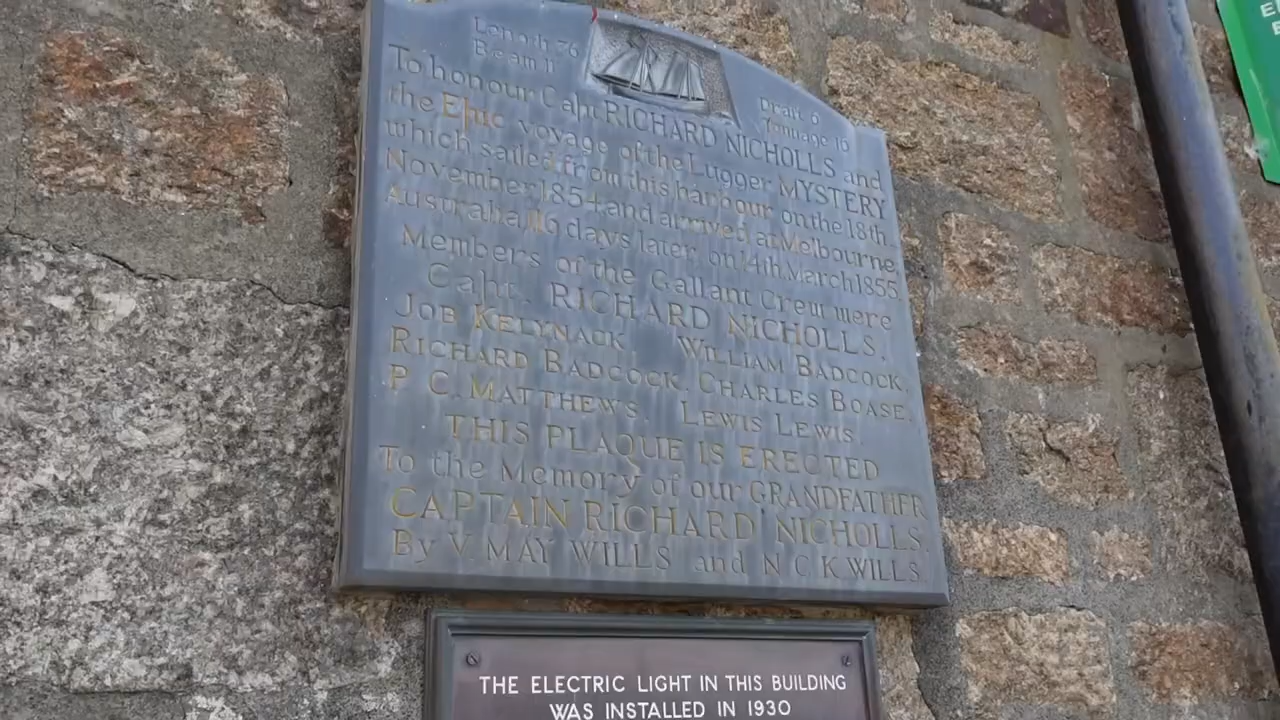 Length 76
Beam 11
Draft 6
Tonnage 16
To honour Capt RICHARD NICHOLLS and
the Epic voyage of the Lugger MYSTERY
which sailed from this harbour on the 18th
November 1854 and arrived at Melbourne,
Australia, 116 days later, on 14th. March 1855.
Members of the Gallant Crew were
Capt. RICHARD NICHOLLS.
JOB KELYNACK WILLIAM BADCOCK.
RICHARD BADCOCK. CHARLES BOASE.
P. C. MATTHEWS. LEWIS LEWIS.
THIS PLAQUE IS ERECTED
To the Memory of our GRANDFATHER
CAPTAIN RICHARD NICHOLLS.
By V. MAY WILLS and N C K WILLS.
THE ELECTRIC LIGHT IN THIS BUILDING
WAS INSTALLED IN 1930